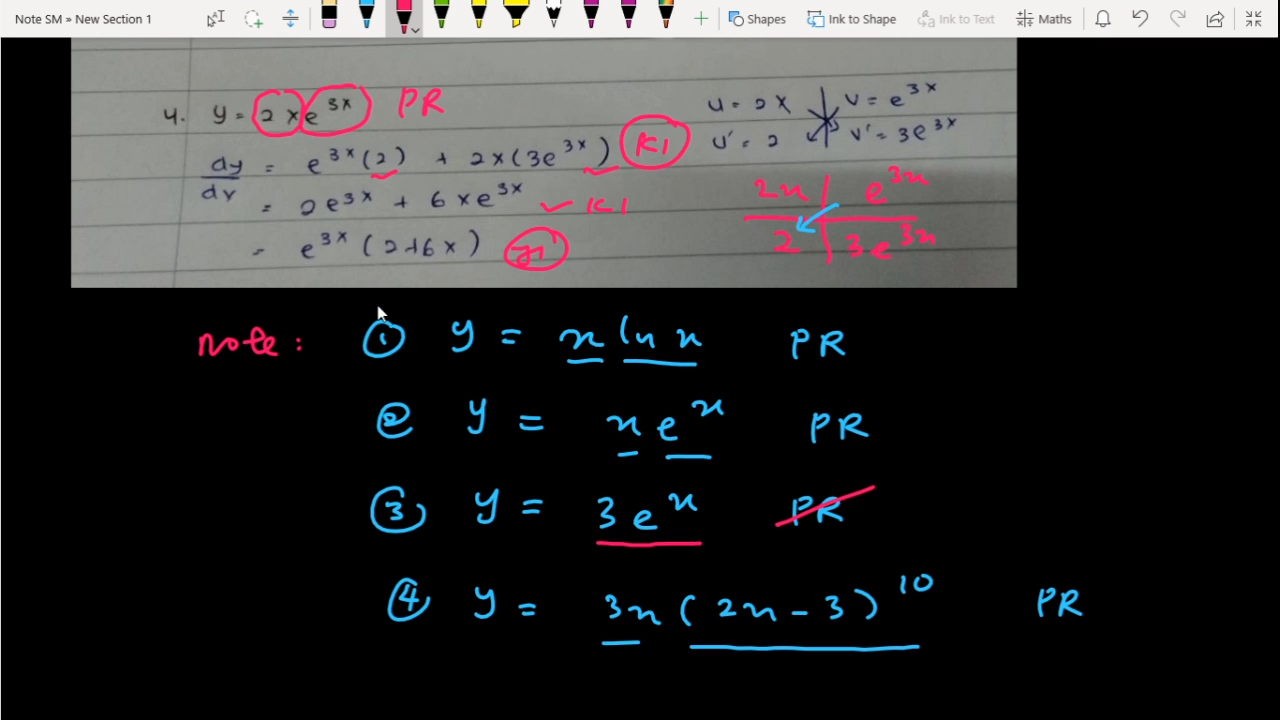 Note SM » New Section 1
Shapes
Ink to Shape
Ink to Text
Maths
4. y = 2xe^3x PR
u = 2x v = e^3x
u' = 2 v' = 3e^3x
dy/dx = e^3x (2) + 2x (3e^3x) K1
= 2e^3x + 6xe^3x ✓ K1
= e^3x (2+6x) J1
2x | e^3x
2 | 3e^3x
Note: ① y = x ln x PR
② y = x e^x PR
③ y = 3e^x PR
④ y = 3x (2x - 3)^10 PR